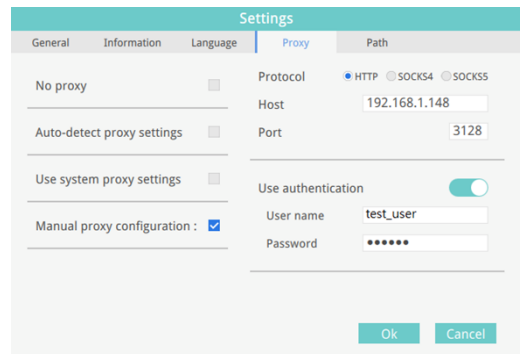 Settings
General Information Language Proxy Path
No proxy
Auto-detect proxy settings
Use system proxy settings
Manual proxy configuration :
Protocol HTTP SOCKS4 SOCKS5
Host 192.168.1.148
Port 3128
Use authentication
User name test_user
Password ●●●●●●
Ok Cancel